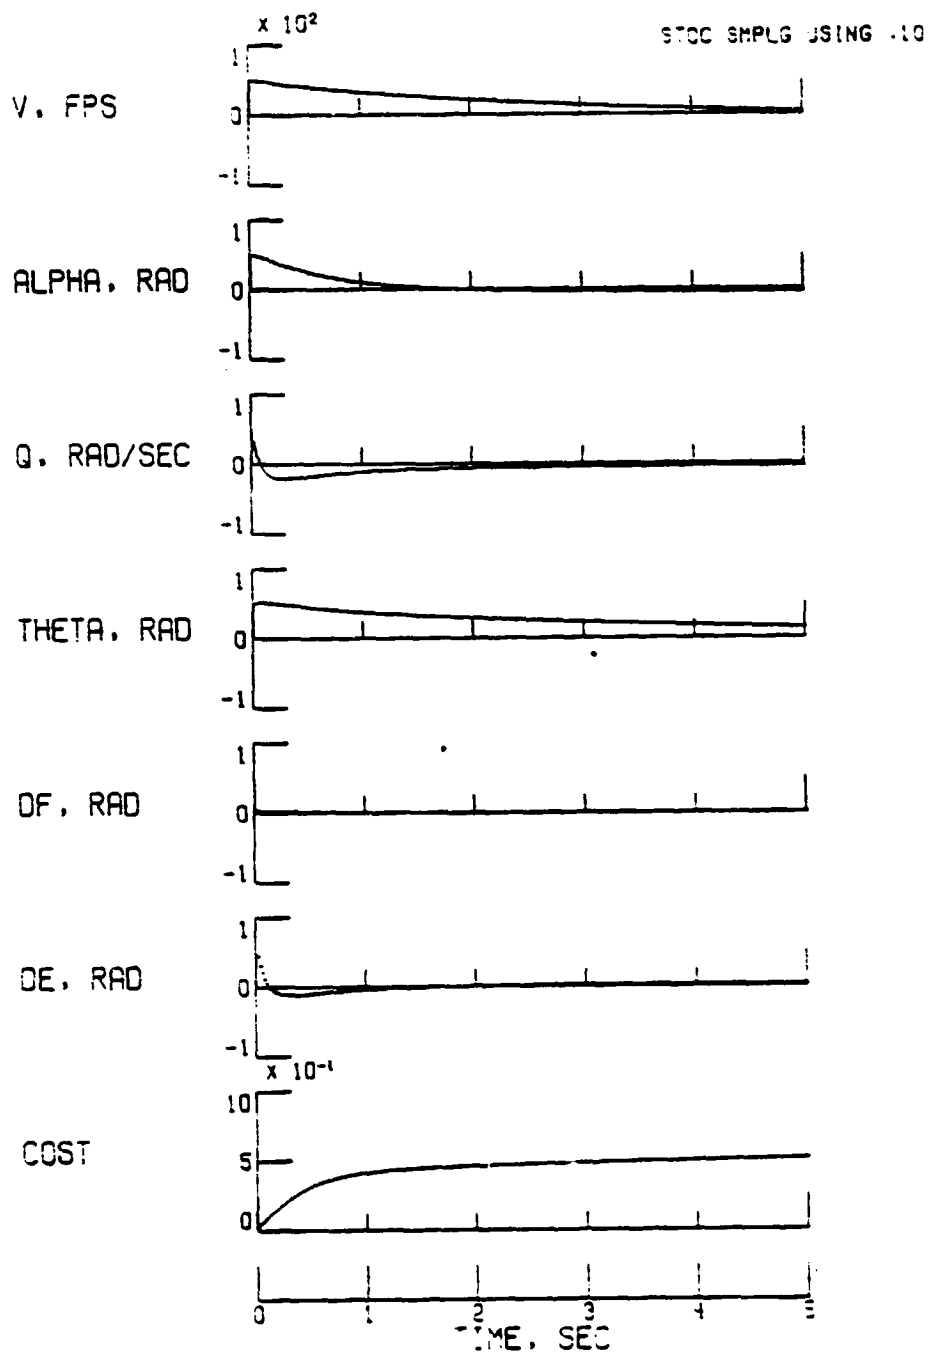 X 10²
STOC SMPLG USING .10
1
V, FPS
0
-1
1
ALPHA, RAD
0
-1
1
Q, RAD/SEC
0
-1
1
THETA, RAD
0
-1
1
DF, RAD
0
-1
1
DE, RAD
0
-1
X 10⁻¹
10
COST
5
0
0 1 2 3 4 5
TIME, SEC